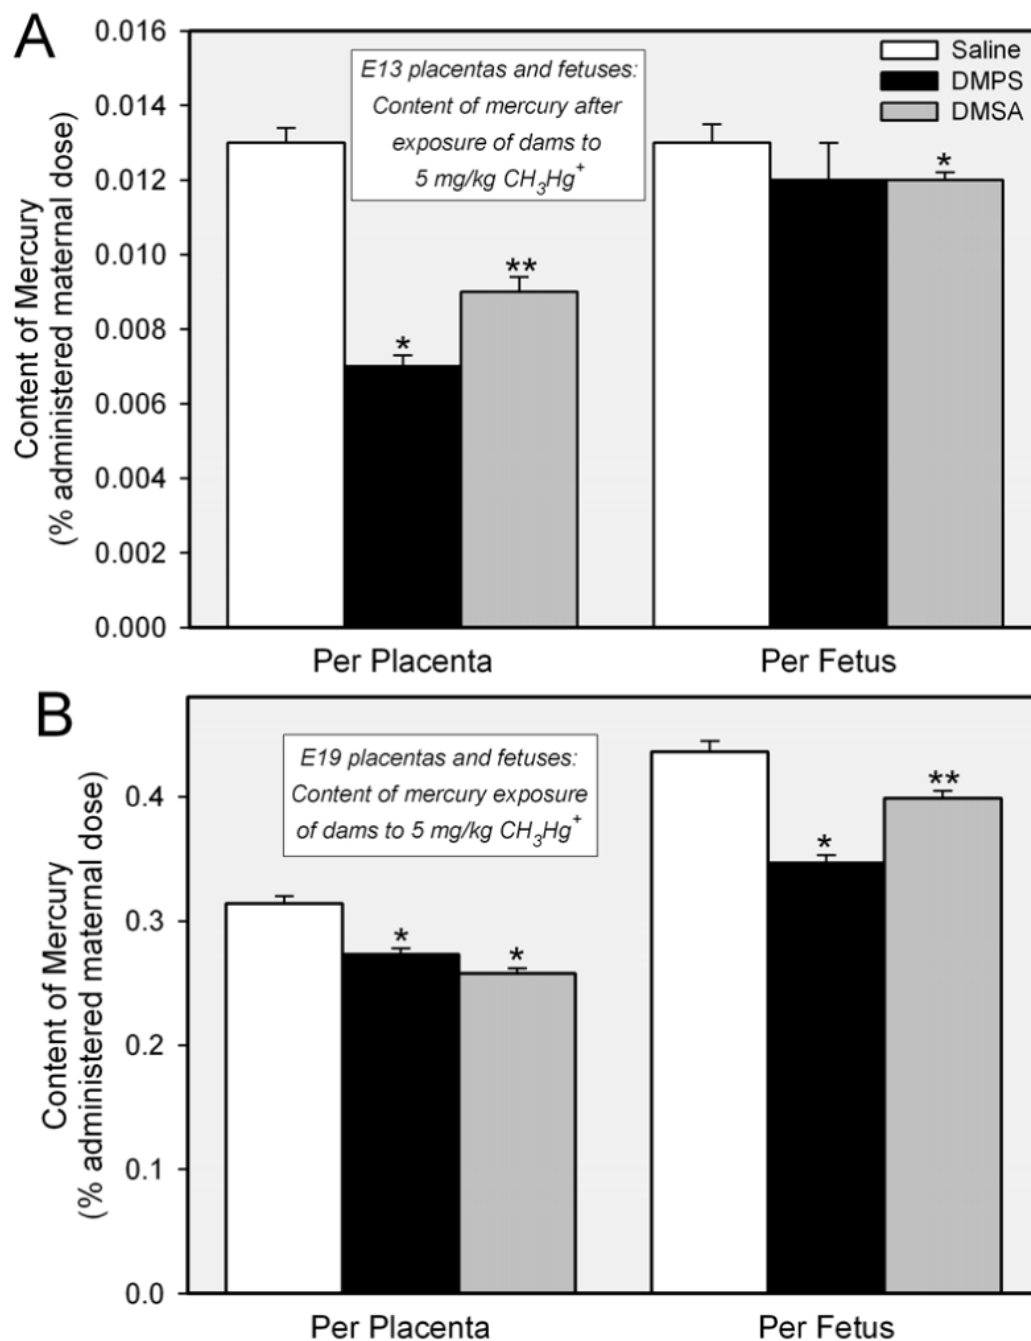 A
0.016
0.014
0.012
0.010
0.008
0.006
0.004
0.002
0.000
Content of Mercury
(% administered maternal dose)
E13 placentas and fetuses:
Content of mercury after
exposure of dams to
5 mg/kg CH₃Hg⁺
Saline
DMPS
DMSA
*
**
*
Per Placenta
Per Fetus
B
0.4
0.3
0.2
0.1
0.0
Content of Mercury
(% administered maternal dose)
E19 placentas and fetuses:
Content of mercury exposure
of dams to 5 mg/kg CH₃Hg⁺
*
*
*
**
Per Placenta
Per Fetus